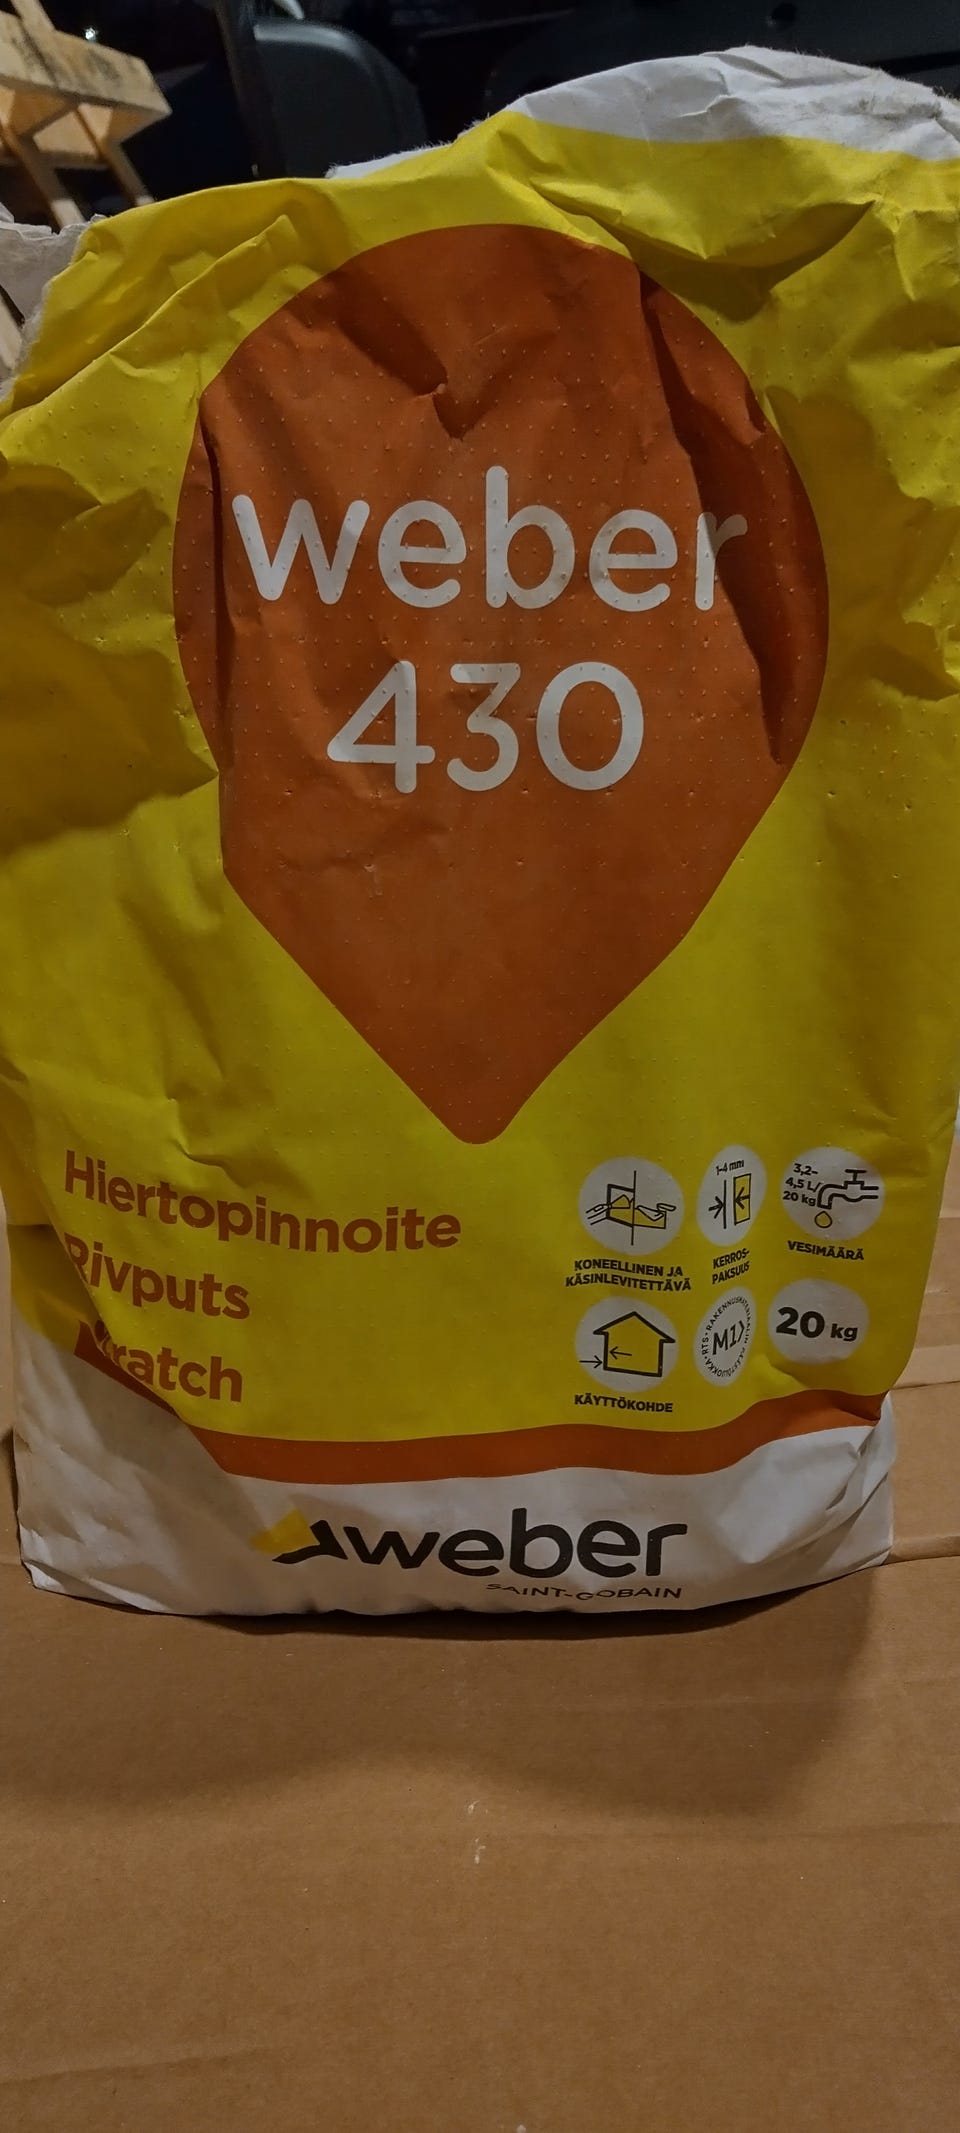 weber
430
Hiertopinnoite
Rivputs
KONEELLINEN JA
KÄSINLEVITETTÄVÄ
1-4 mm
KERROS-
PAKSUUS
3,2-
4,5 L/
20 kg
VESIMÄÄRÄ
KÄYTTÖKOHDE
M1
20 kg
weber
SAINT-GOBAIN